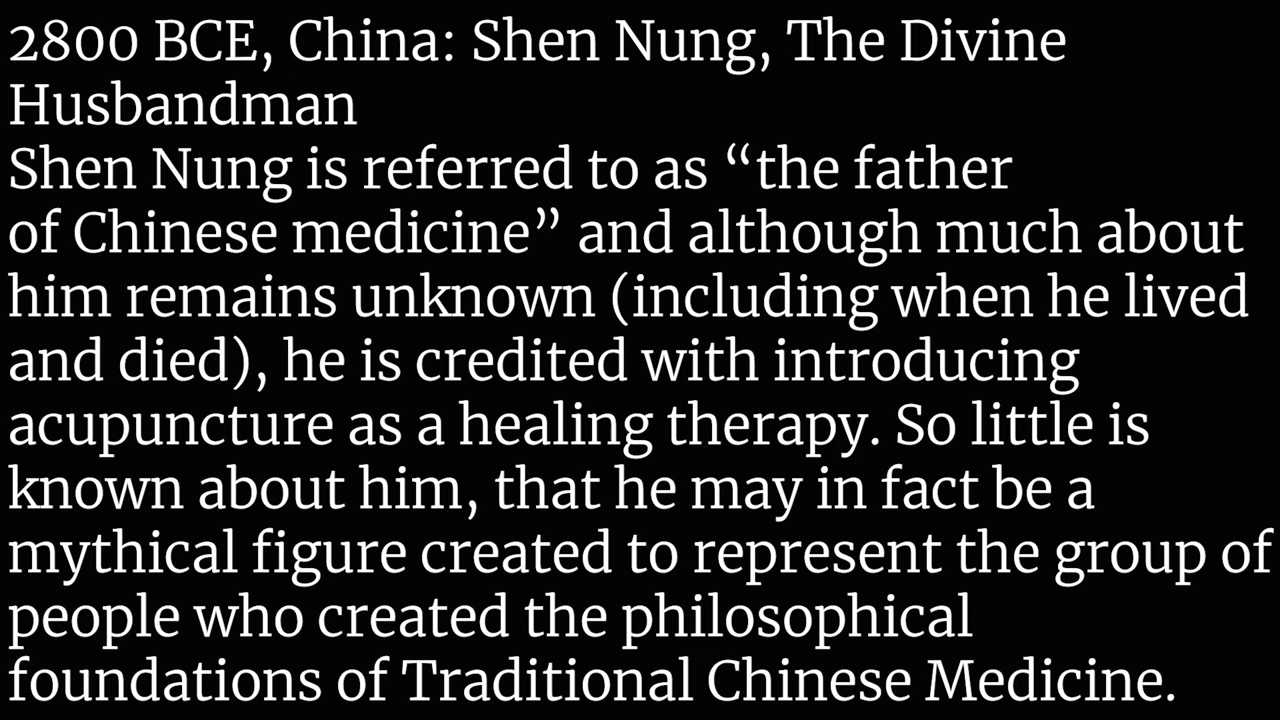 2800 BCE, China: Shen Nung, The Divine
Husbandman
Shen Nung is referred to as “the father
of Chinese medicine” and although much about
him remains unknown (including when he lived
and died), he is credited with introducing
acupuncture as a healing therapy. So little is
known about him, that he may in fact be a
mythical figure created to represent the group of
people who created the philosophical
foundations of Traditional Chinese Medicine.